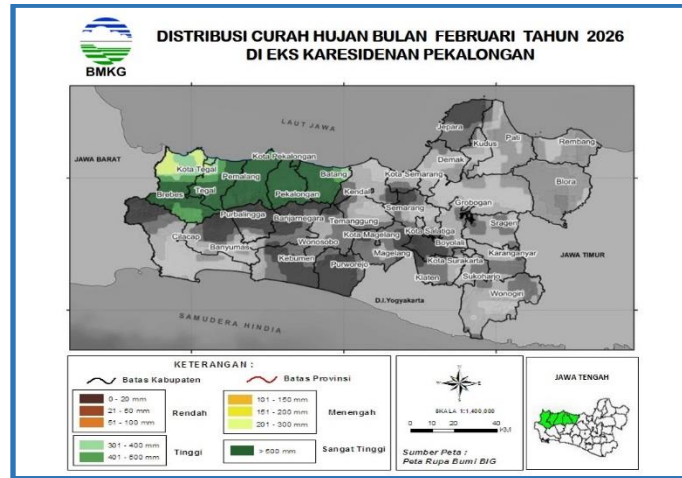 BMKG
DISTRIBUSI CURAH HUJAN BULAN FEBRUARI TAHUN 2026
DI EKS KARESIDENAN PEKALONGAN
LAUT JAWA
JAWA BARAT
Jepara
Kudus
Pati
Rembang
Demak
Kota Tegal
Kota Pekalongan
Pemalang
Batang
Kota Semarang
Brebes
Tegal
Pekalongan
Kendal
Semarang
Grobogan
Blora
Purbalingga
Banjarnegara
Temanggung
Kota Salatiga
Sragen
Cilacap
Banyumas
Wonosobo
Kota Magelang
Boyolali
Kebumen
Purworejo
Magelang
Kota Surakarta
Karanganyar
JAWA TIMUR
Klaten
Sukoharjo
Wonogiri
D.I.Yogyakarta
SAMUDERA HINDIA
KETERANGAN :
Batas Kabupaten
Batas Provinsi
0 - 20 mm
21 - 50 mm
51 - 100 mm
Rendah
101 - 150 mm
151 - 200 mm
201 - 300 mm
Menengah
301 - 400 mm
401 - 500 mm
Tinggi
> 500 mm
Sangat Tinggi
SKALA 1:1,400,000
0 10 20 40
KM
Sumber Peta :
Peta Rupa Bumi BIG
JAWA TENGAH